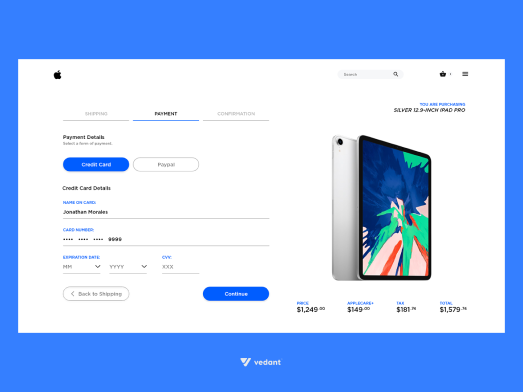 Search
1
YOU ARE PURCHASING
SILVER 12.9-INCH IPAD PRO
SHIPPING
PAYMENT
CONFIRMATION
Payment Details
Select a form of payment.
Credit Card
Paypal
Credit Card Details
NAME ON CARD:
Jonathan Morales
CARD NUMBER:
•••• •••• •••• 9999
EXPIRATION DATE:
CVV:
MM
YYYY
XXX
Back to Shipping
Continue
PRICE
APPLECARE+
TAX
TOTAL
$1,249.00
$149.00
$181.76
$1,579.76
vedant